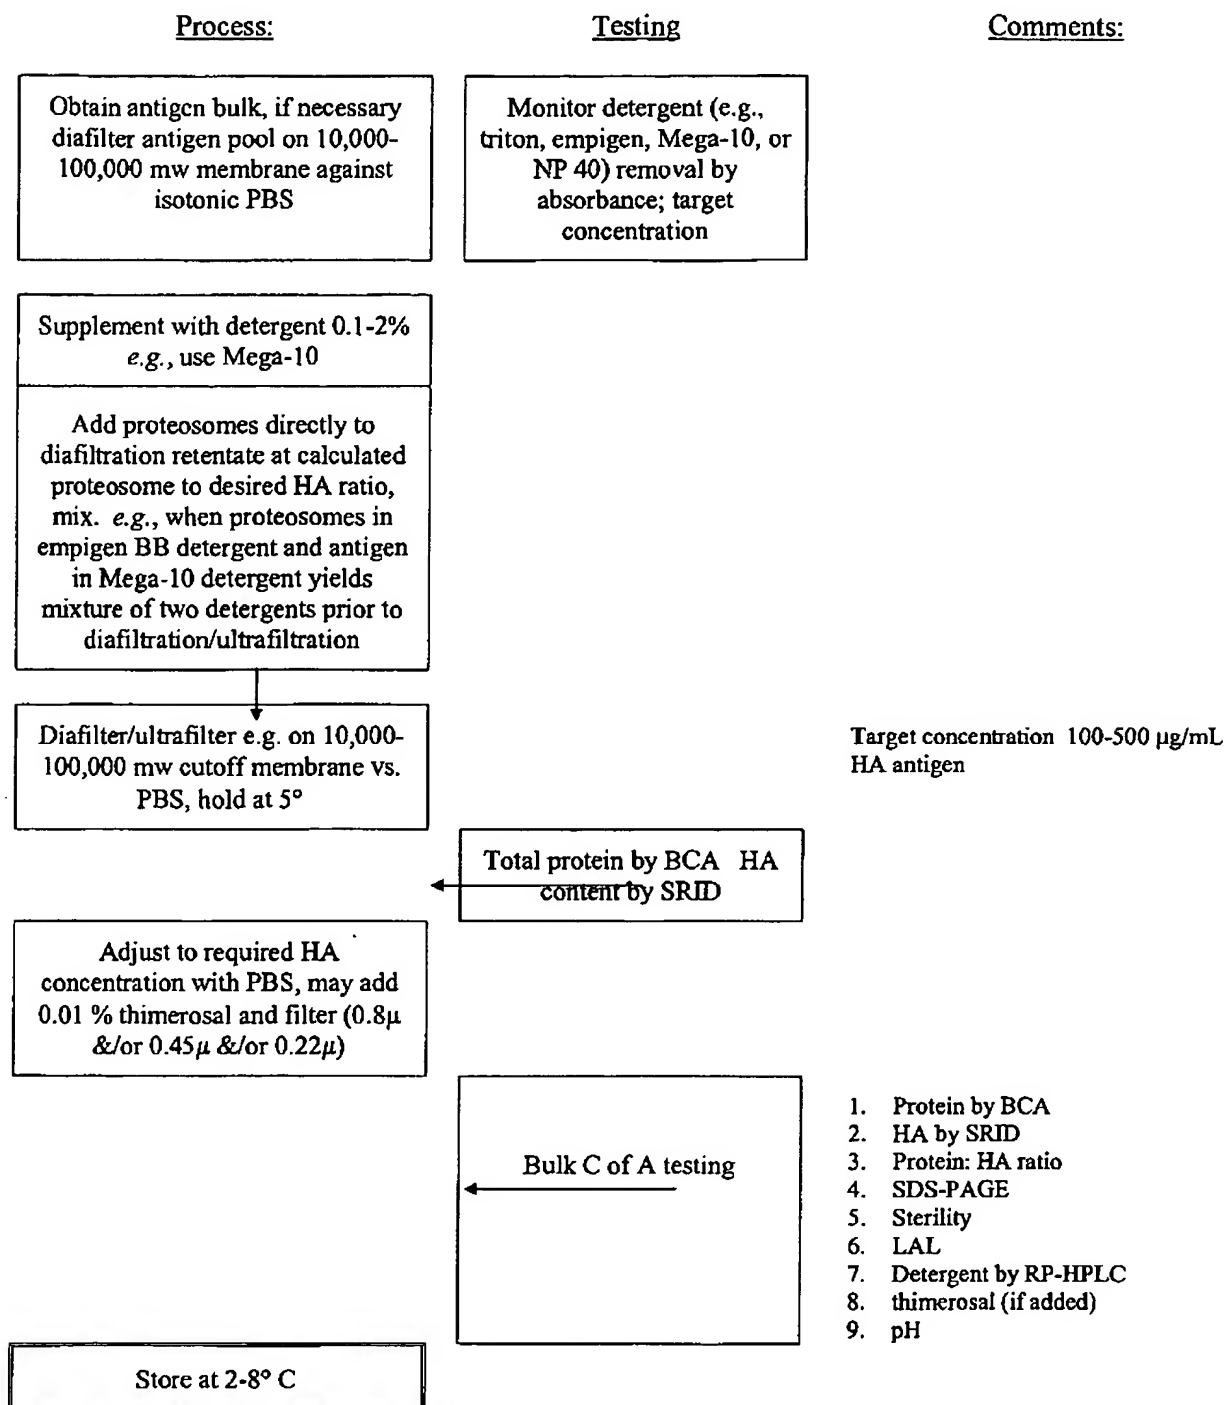 Process:
Testing
Comments:
Obtain antigen bulk, if necessary
diafilter antigen pool on 10,000-
100,000 mw membrane against
isotonic PBS
Monitor detergent (e.g.,
triton, empigen, Mega-10, or
NP 40) removal by
absorbance; target
concentration
Supplement with detergent 0.1-2%
e.g., use Mega-10
Add proteosomes directly to
diafiltration retentate at calculated
proteosome to desired HA ratio,
mix. e.g., when proteosomes in
empigen BB detergent and antigen
in Mega-10 detergent yields
mixture of two detergents prior to
diafiltration/ultrafiltration
Diafilter/ultrafilter e.g. on 10,000-
100,000 mw cutoff membrane vs.
PBS, hold at 5°
Target concentration 100-500 µg/mL
HA antigen
Total protein by BCA HA
content by SRID
Adjust to required HA
concentration with PBS, may add
0.01 % thimerosal and filter (0.8µ
&/or 0.45µ &/or 0.22µ)
Bulk C of A testing
1. Protein by BCA
2. HA by SRID
3. Protein: HA ratio
4. SDS-PAGE
5. Sterility
6. LAL
7. Detergent by RP-HPLC
8. thimerosal (if added)
9. pH
Store at 2-8° C